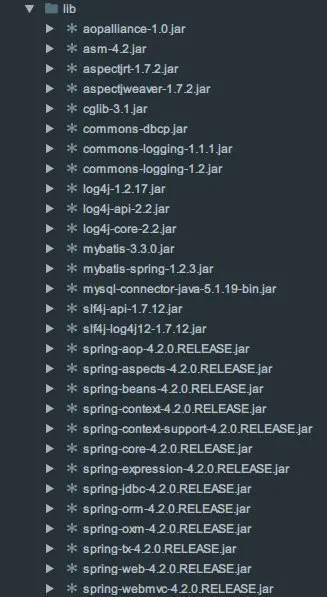 lib
aopalliance-1.0.jar
asm-4.2.jar
aspectjrt-1.7.2.jar
aspectjweaver-1.7.2.jar
cglib-3.1.jar
commons-dbcp.jar
commons-logging-1.1.1.jar
commons-logging-1.2.jar
log4j-1.2.17.jar
log4j-api-2.2.jar
log4j-core-2.2.jar
mybatis-3.3.0.jar
mybatis-spring-1.2.3.jar
mysql-connector-java-5.1.19-bin.jar
slf4j-api-1.7.12.jar
slf4j-log4j12-1.7.12.jar
spring-aop-4.2.0.RELEASE.jar
spring-aspects-4.2.0.RELEASE.jar
spring-beans-4.2.0.RELEASE.jar
spring-context-4.2.0.RELEASE.jar
spring-context-support-4.2.0.RELEASE.jar
spring-core-4.2.0.RELEASE.jar
spring-expression-4.2.0.RELEASE.jar
spring-jdbc-4.2.0.RELEASE.jar
spring-orm-4.2.0.RELEASE.jar
spring-oxm-4.2.0.RELEASE.jar
spring-tx-4.2.0.RELEASE.jar
spring-web-4.2.0.RELEASE.jar
spring-webmvc-4.2.0.RELEASE.jar